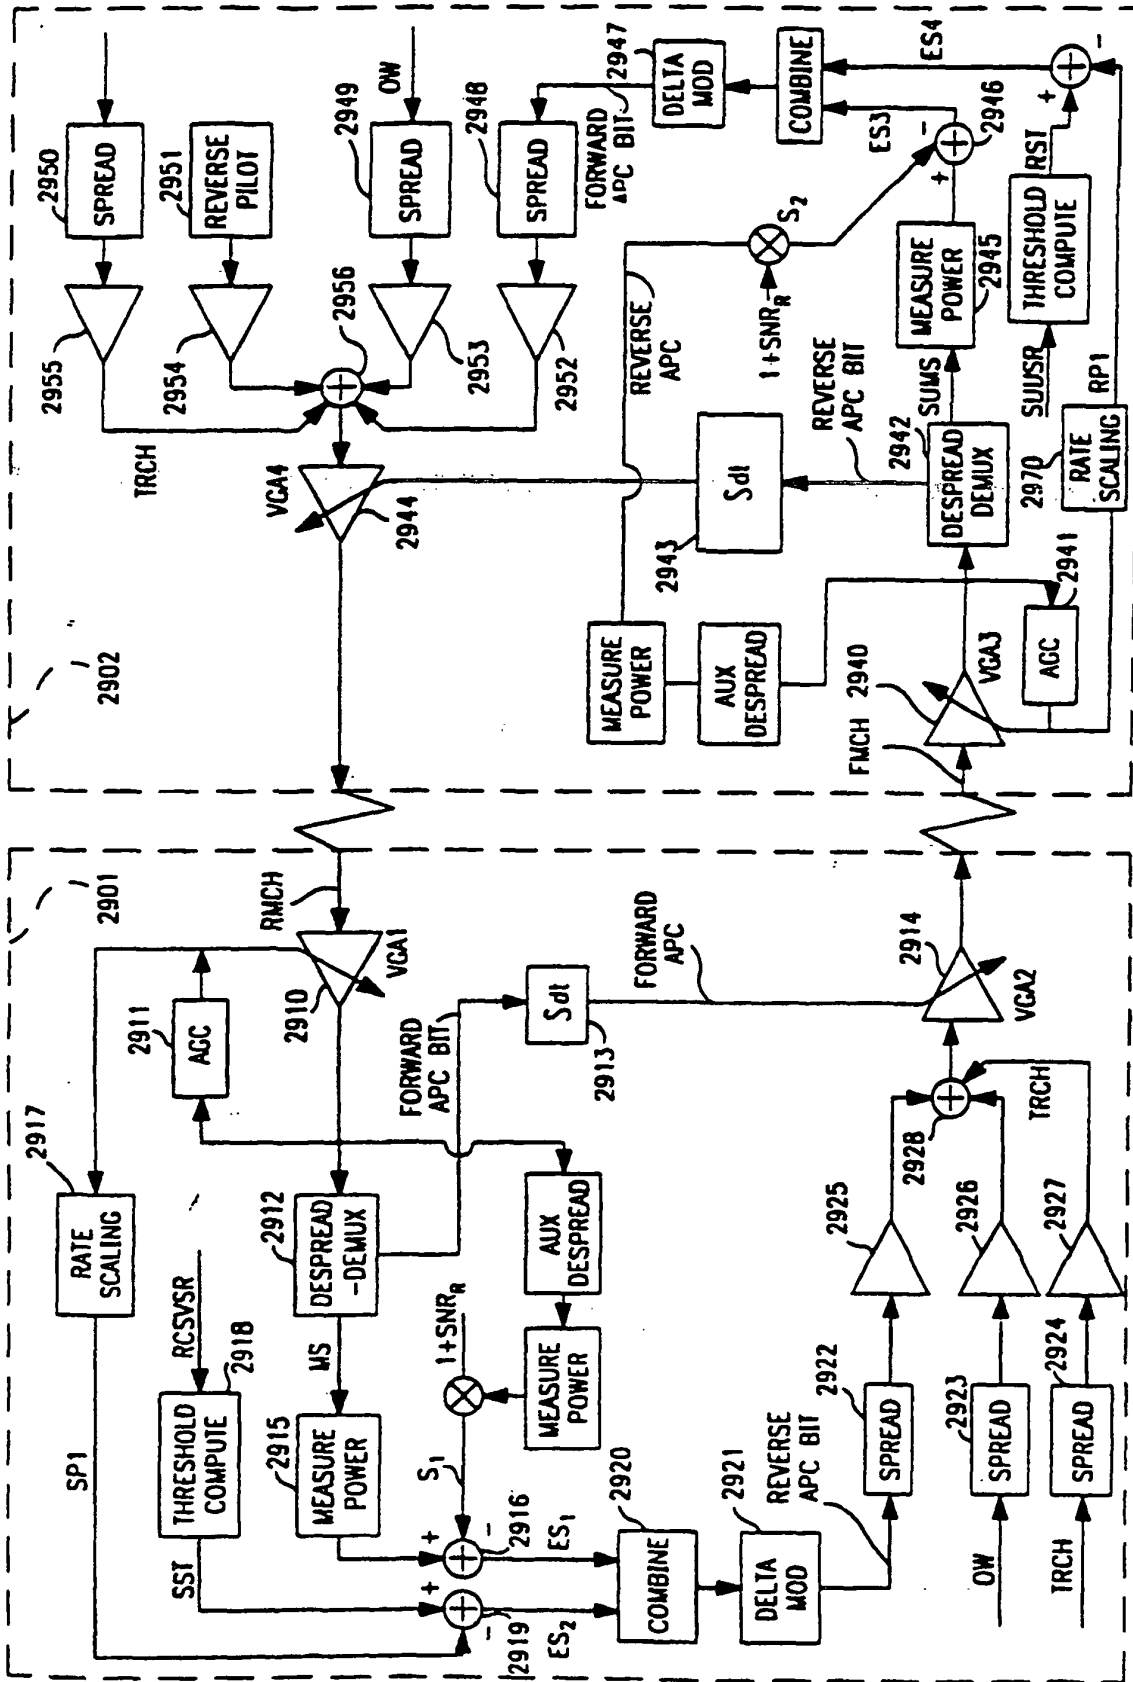 2901
2917
RATE
SCALING
SP1
2911
AGC
RMCH
2910
VGA1
RCSVSR
2918
THRESHOLD
COMPUTE
SST
2912
DESPREAD
-DEMUX
MS
2915
MEASURE
POWER
FORWARD
APC BIT
Sdt
2913
FORWARD
APC
AUX
DESPREAD
MEASURE
POWER
1+SNRR
S1
+
-
2916
ES1
+
-
2919
ES2
2920
COMBINE
2921
DELTA
MOD
REVERSE
APC BIT
2922
SPREAD
2925
OW
2923
SPREAD
2926
TRCH
2924
SPREAD
2927
TRCH
2928
2914
VGA2
2902
2950
SPREAD
2955
TRCH
2951
REVERSE
PILOT
2954
OW
2949
SPREAD
2953
2948
SPREAD
2952
2956
VGA4
2944
FORWARD
APC BIT
2947
DELTA
MOD
COMBINE
ES3
ES4
REVERSE
APC
S2
1+SNRR
Sdt
2943
REVERSE
APC BIT
MEASURE
POWER
AUX
DESPREAD
FMCH
2940
VGA3
AGC
2941
2942
DESPREAD
DEMUX
SUMS
MEASURE
POWER
2945
+
-
2946
SUUSR
THRESHOLD
COMPUTE
RST
+
-
2970
RATE
SCALING
RP1